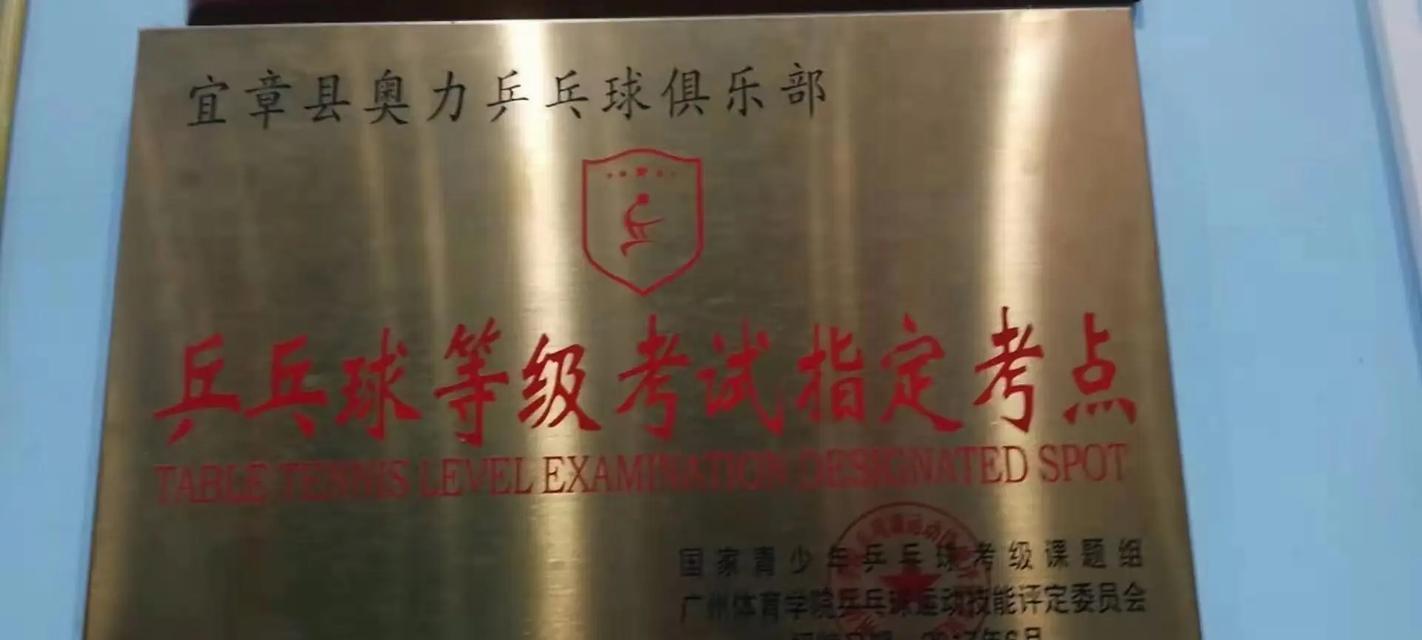 宜章县奥力乒乓球俱乐部
乒乓球等级考试指定考点
TABLE TENNIS LEVEL EXAMINATION DESIGNATED SPOT
国家青少年乒乓球考级课题组
广州体育学院乒乓球运动技能评定委员会